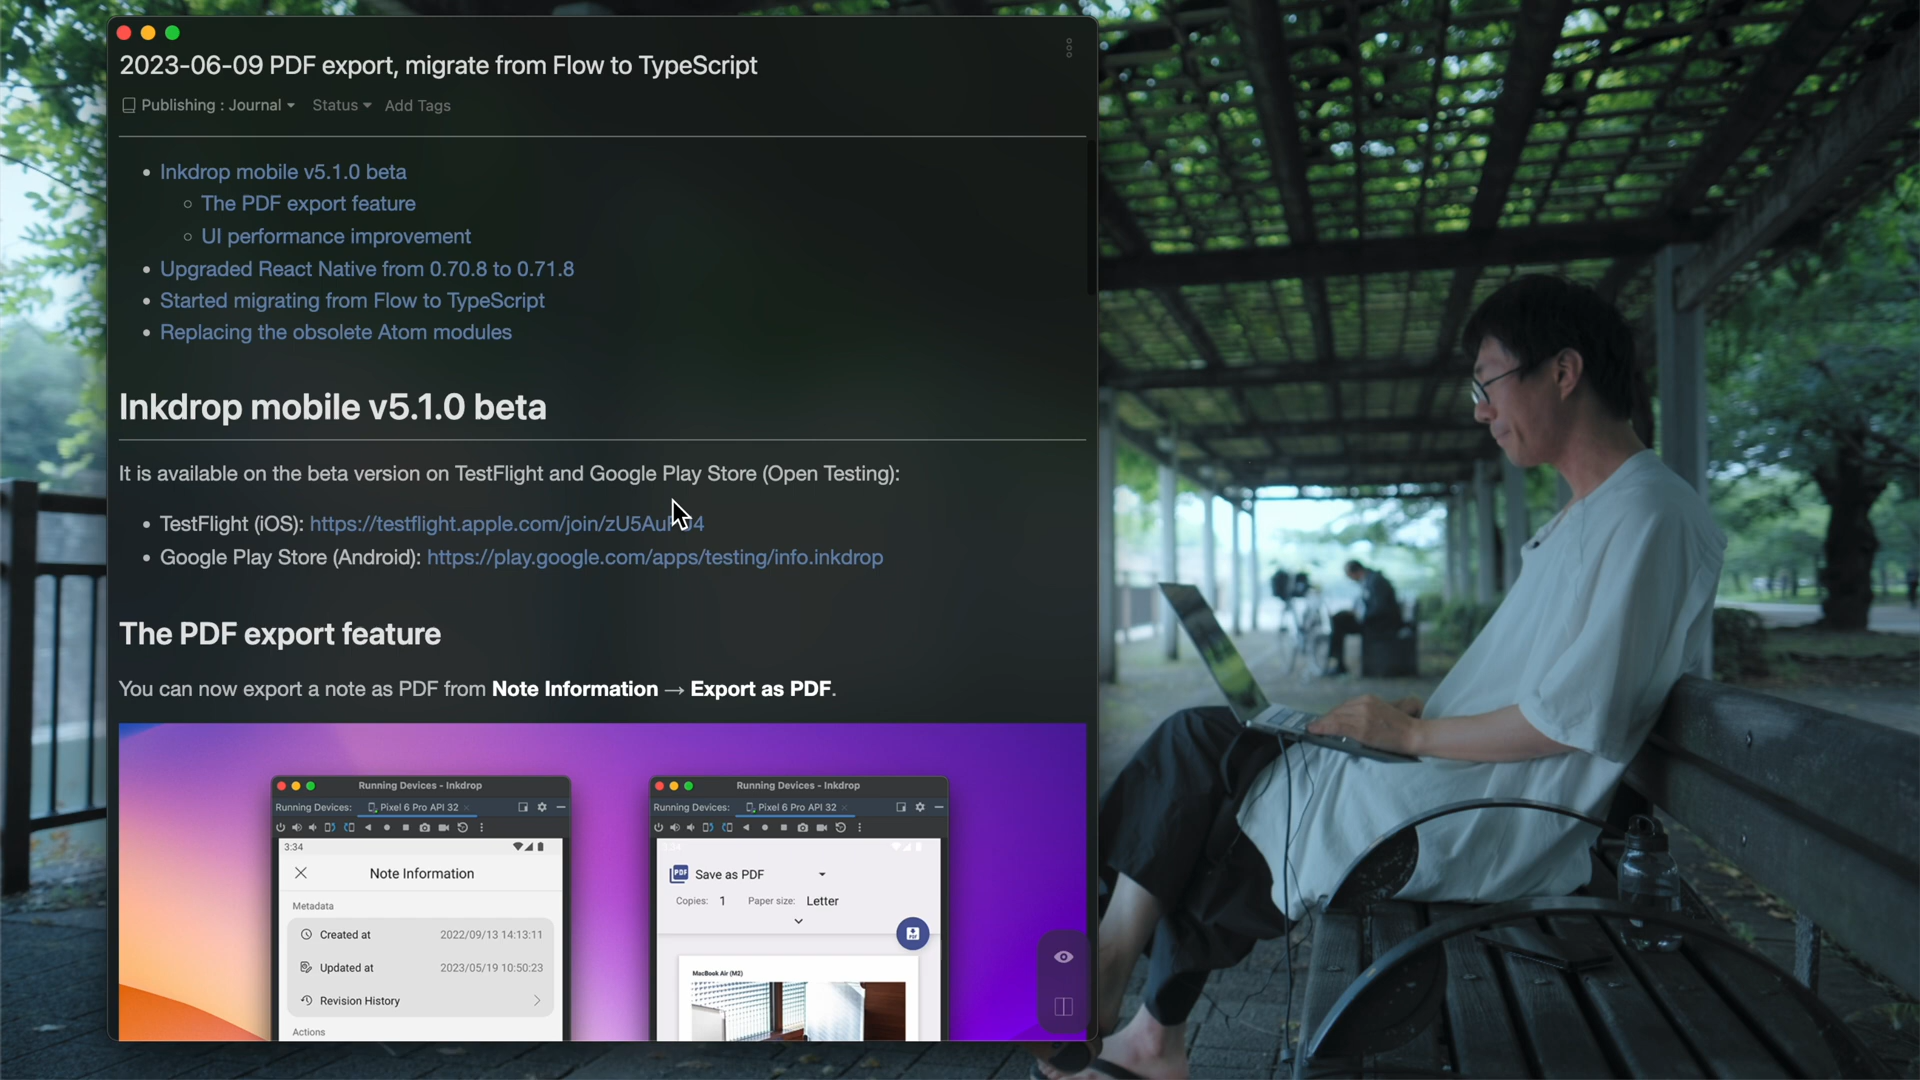 2023-06-09 PDF export, migrate from Flow to TypeScript
Publishing : Journal Status Add Tags
Inkdrop mobile v5.1.0 beta
The PDF export feature
UI performance improvement
Upgraded React Native from 0.70.8 to 0.71.8
Started migrating from Flow to TypeScript
Replacing the obsolete Atom modules
Inkdrop mobile v5.1.0 beta
It is available on the beta version on TestFlight and Google Play Store (Open Testing):
TestFlight (iOS):
Google Play Store (Android): https://play.google.com/apps/testing/info.inkdrop
The PDF export feature
You can now export a note as PDF from Note Information → Export as PDF.
Running Devices - Inkdrop
Running Devices: Pixel 6 Pro API 32
3:34
Note Information
Metadata
Created at 2022/09/13 14:13:11
Updated at 2023/05/19 10:50:23
Revision History
Actions
Running Devices - Inkdrop
Running Devices: Pixel 6 Pro API 32
3:34
PDF Save as PDF
Copies: 1 Paper size: Letter
PDF
MacBook Air (M2)